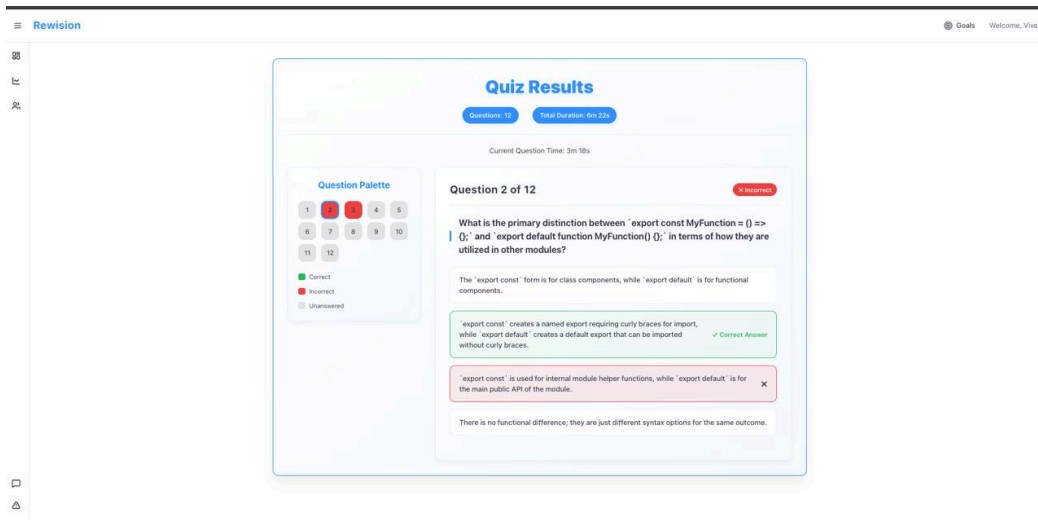 Rewision
Goals
Welcome, Vive
Quiz Results
Questions: 12
Total Duration: 6m 22s
Current Question Time: 3m 18s
Question Palette
1 2 3 4 5
6 7 8 9 10
11 12
Correct
Incorrect
Unanswered
Question 2 of 12
× Incorrect
What is the primary distinction between `export const MyFunction = () =>
{};` and `export default function MyFunction() {};` in terms of how they are
utilized in other modules?
The `export const` form is for class components, while `export default` is for functional
components.
`export const` creates a named export requiring curly braces for import,
while `export default` creates a default export that can be imported
without curly braces.
✓ Correct Answer
`export const` is used for internal module helper functions, while `export default` is for
the main public API of the module.
There is no functional difference; they are just different syntax options for the same outcome.